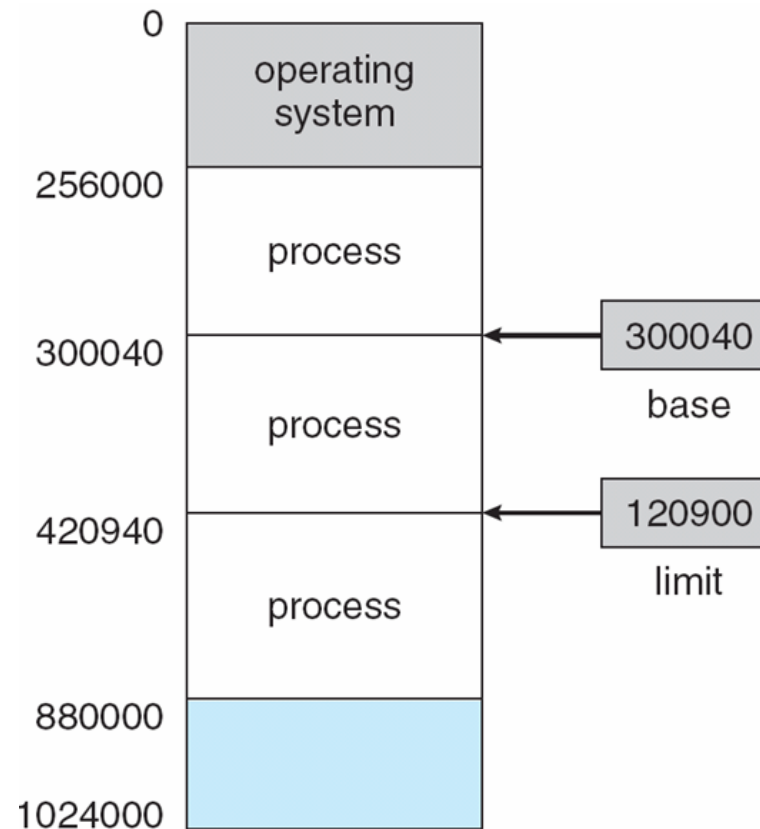 0
operating
system
256000
process
300040
300040
base
process
420940
120900
limit
process
880000
1024000